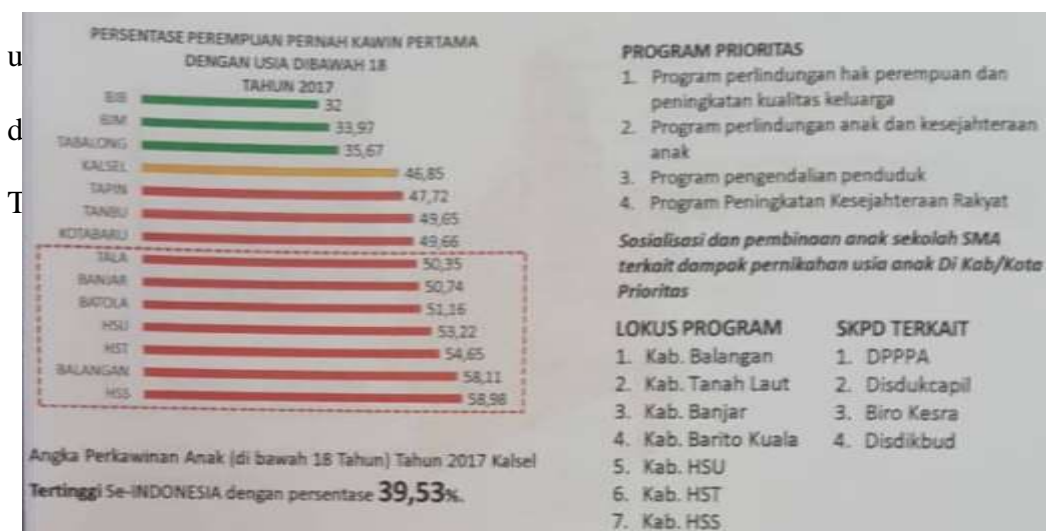 u
d
T
PERSENTASE PEREMPUAN PERNAH KAWIN PERTAMA
DENGAN USIA DIBAWAH 18
TAHUN 2017
BJB 32
BJM 33,97
TABALONG 35,67
KALSEL 46,85
TAPIN 47,72
TANBU 49,65
KOTABARU 49,66
TALA 50,35
BANJAR 50,74
BATOLA 51,16
HSU 53,22
HST 54,65
BALANGAN 58,11
HSS 58,98
Angka Perkawinan Anak (di bawah 18 Tahun) Tahun 2017 Kalsel
Tertinggi Se-INDONESIA dengan persentase 39,53%.
PROGRAM PRIORITAS
1. Program perlindungan hak perempuan dan
peningkatan kualitas keluarga
2. Program perlindungan anak dan kesejahteraan
anak
3. Program pengendalian penduduk
4. Program Peningkatan Kesejahteraan Rakyat
Sosialisasi dan pembinaan anak sekolah SMA
terkait dampak pernikahan usia anak Di Kab/Kota
Prioritas
LOKUS PROGRAM
1. Kab. Balangan
2. Kab. Tanah Laut
3. Kab. Banjar
4. Kab. Barito Kuala
5. Kab. HSU
6. Kab. HST
7. Kab. HSS
SKPD TERKAIT
1. DPPPA
2. Disdukcapil
3. Biro Kesra
4. Disdikbud